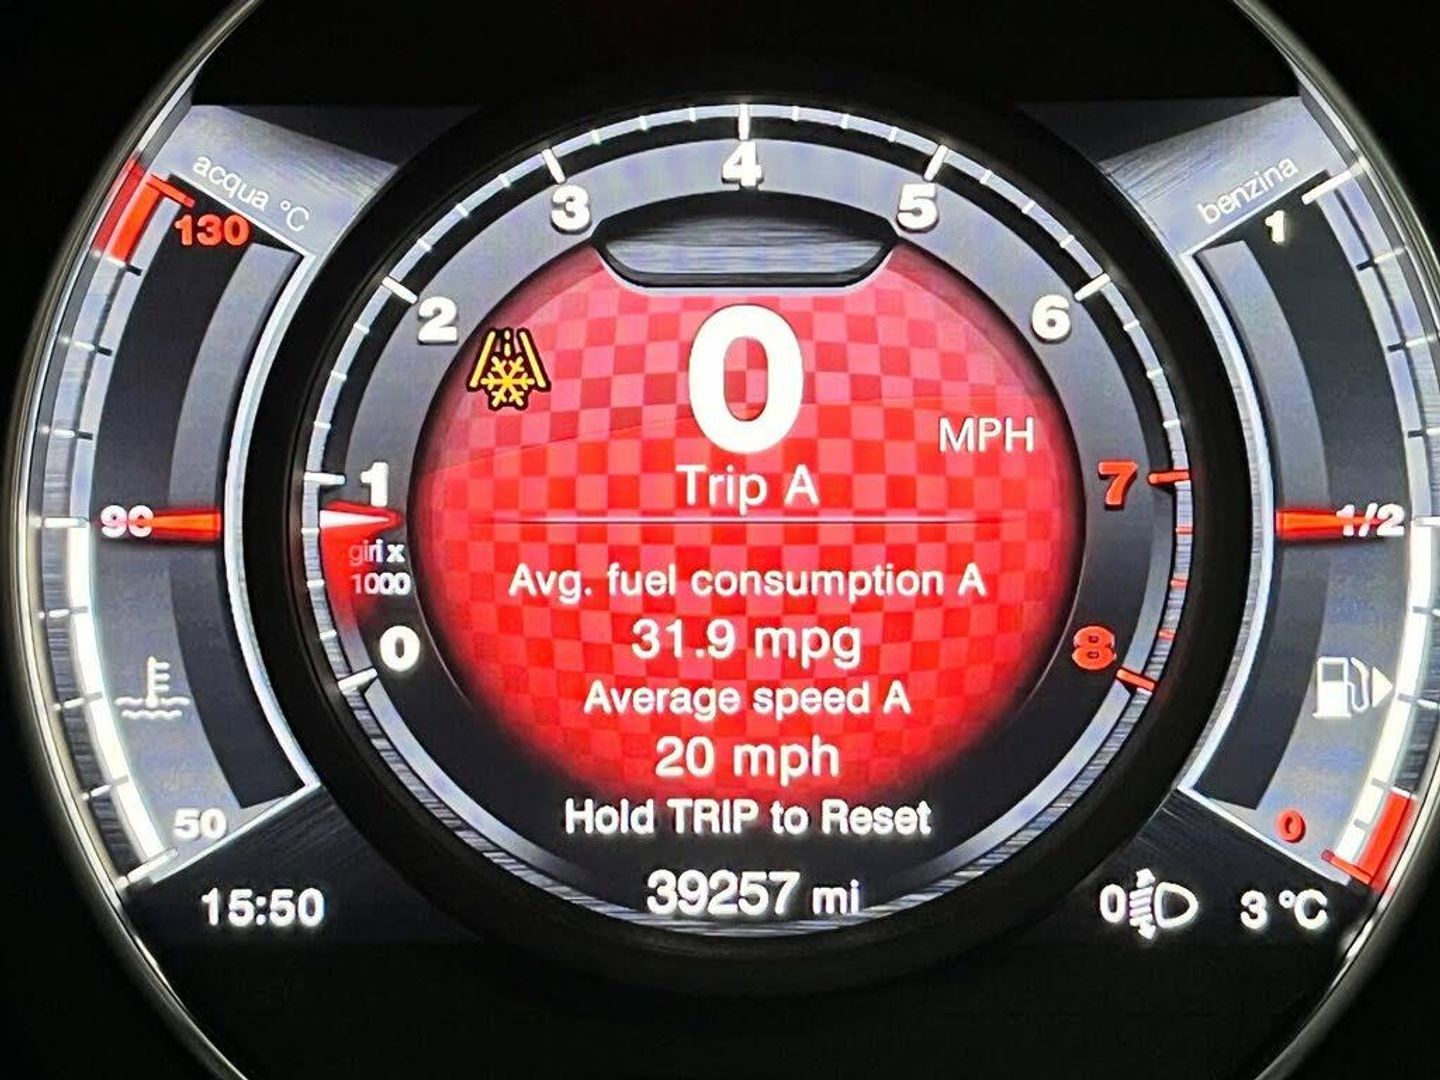 acqua °C
130
90
50
15:50
0
1
2
3
4
5
6
7
8
giri x
1000
0
MPH
Trip A
Avg. fuel consumption A
31.9 mpg
Average speed A
20 mph
Hold TRIP to Reset
39257 mi
benzina
1
1/2
0
0
3 °C